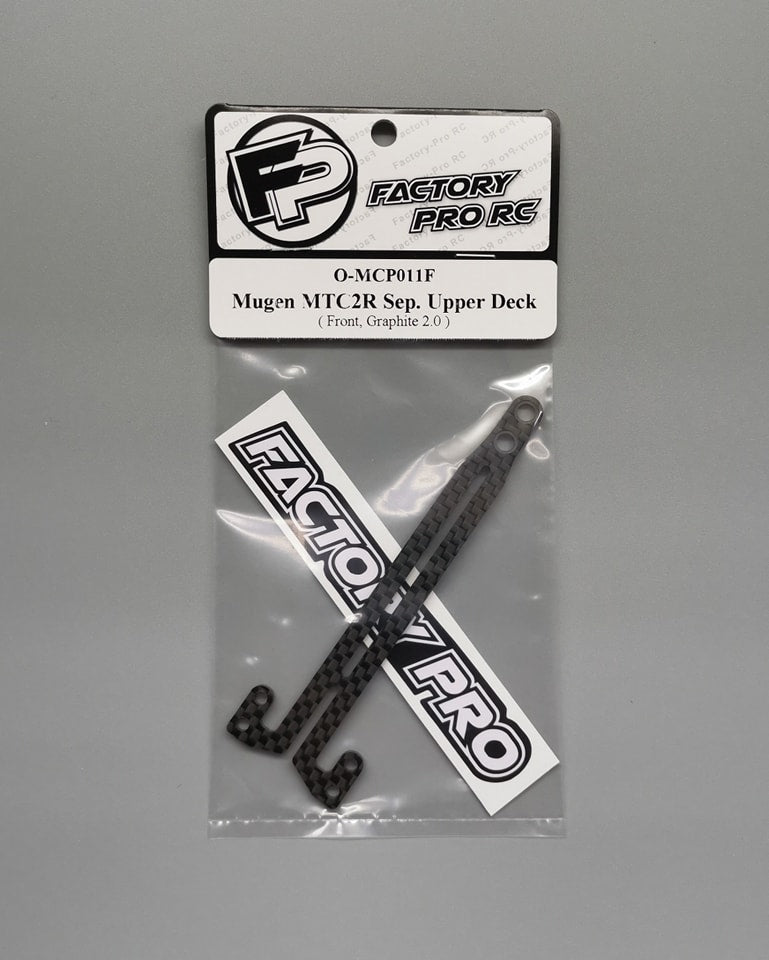 FP
FACTORY
PRO RC
O-MCP011F
Mugen MTC2R Sep. Upper Deck
( Front, Graphite 2.0 )
FACTORY PRO